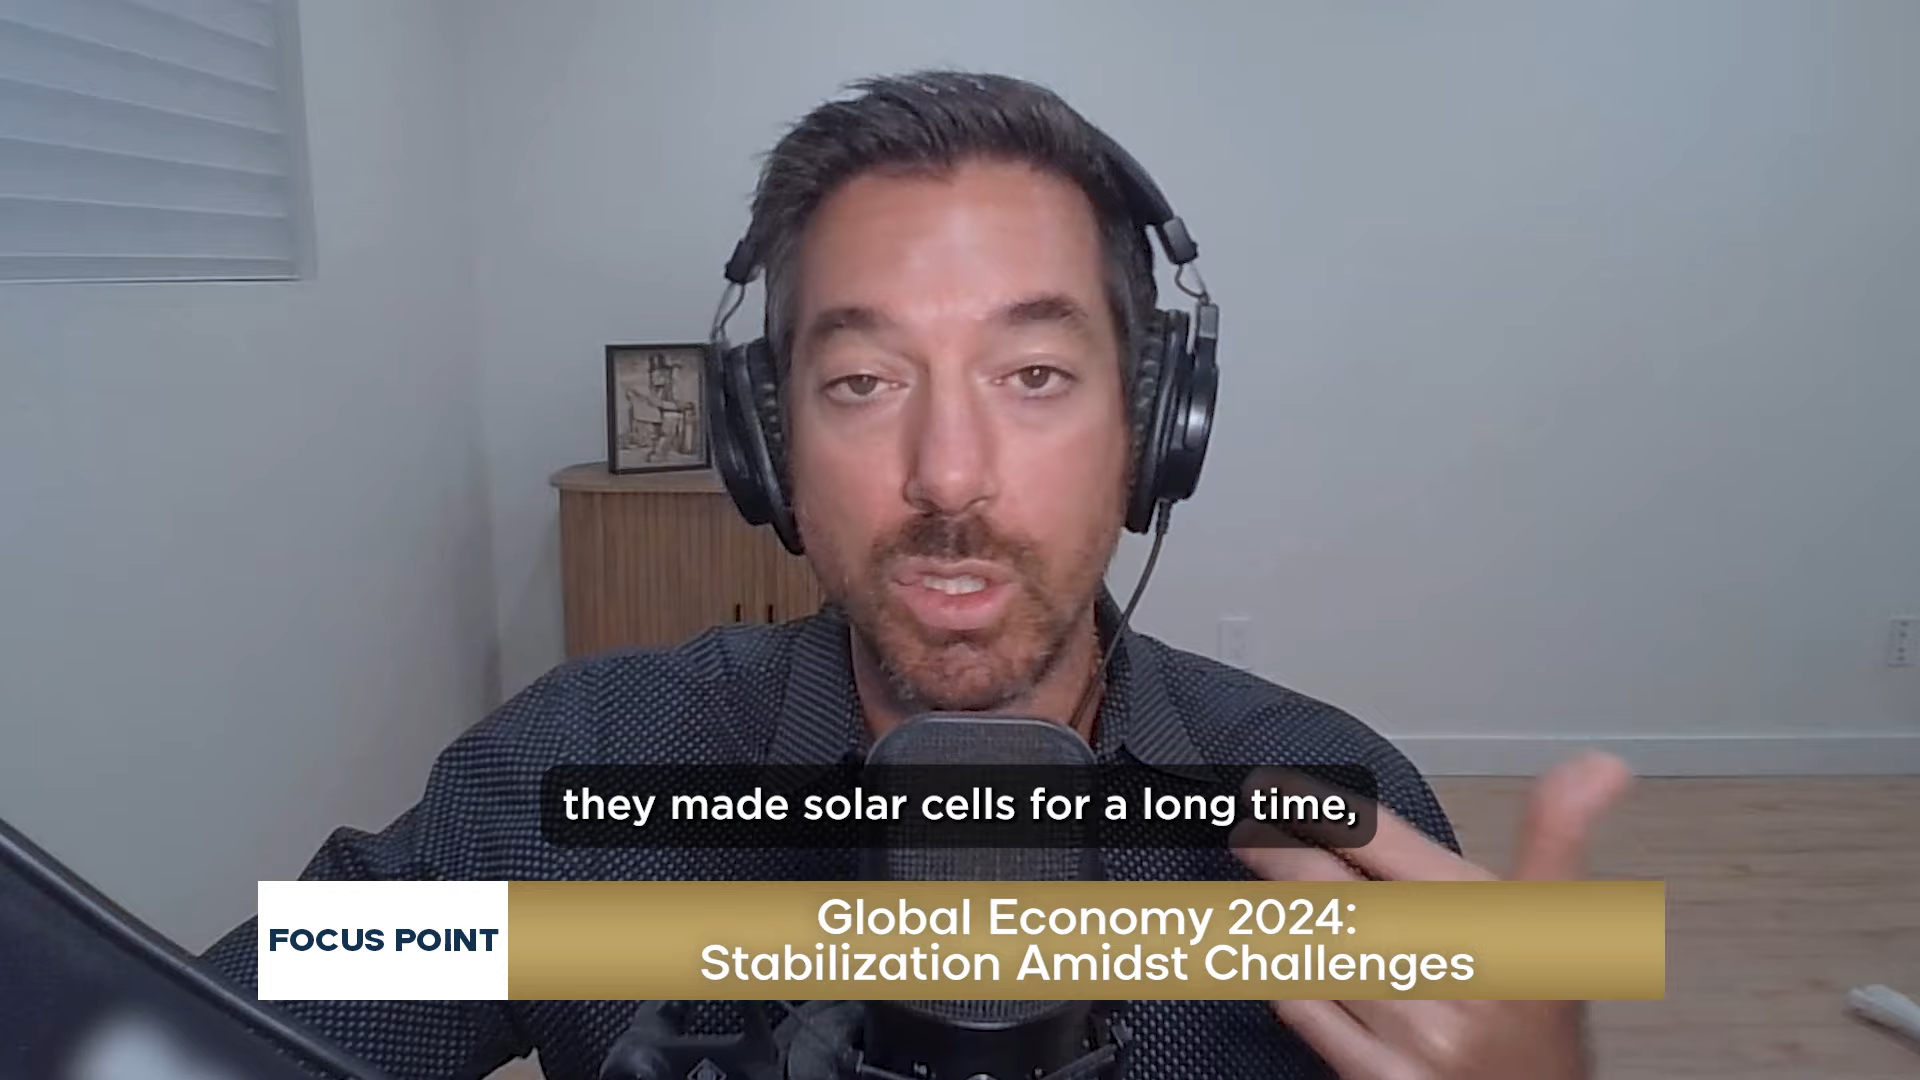 they made solar cells for a long time,
FOCUS POINT
Global Economy 2024:
Stabilization Amidst Challenges